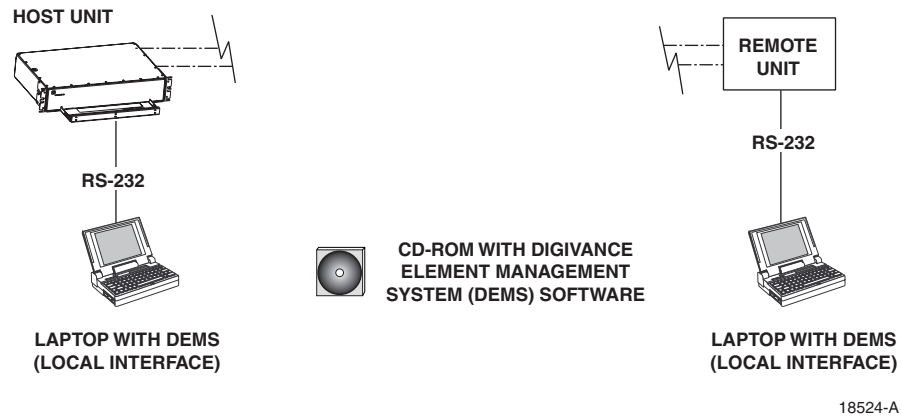 HOST UNIT
REMOTE
UNIT
RS-232
RS-232
CD-ROM WITH DIGIVANCE
ELEMENT MANAGEMENT
SYSTEM (DEMS) SOFTWARE
LAPTOP WITH DEMS
(LOCAL INTERFACE)
LAPTOP WITH DEMS
(LOCAL INTERFACE)
18524-A